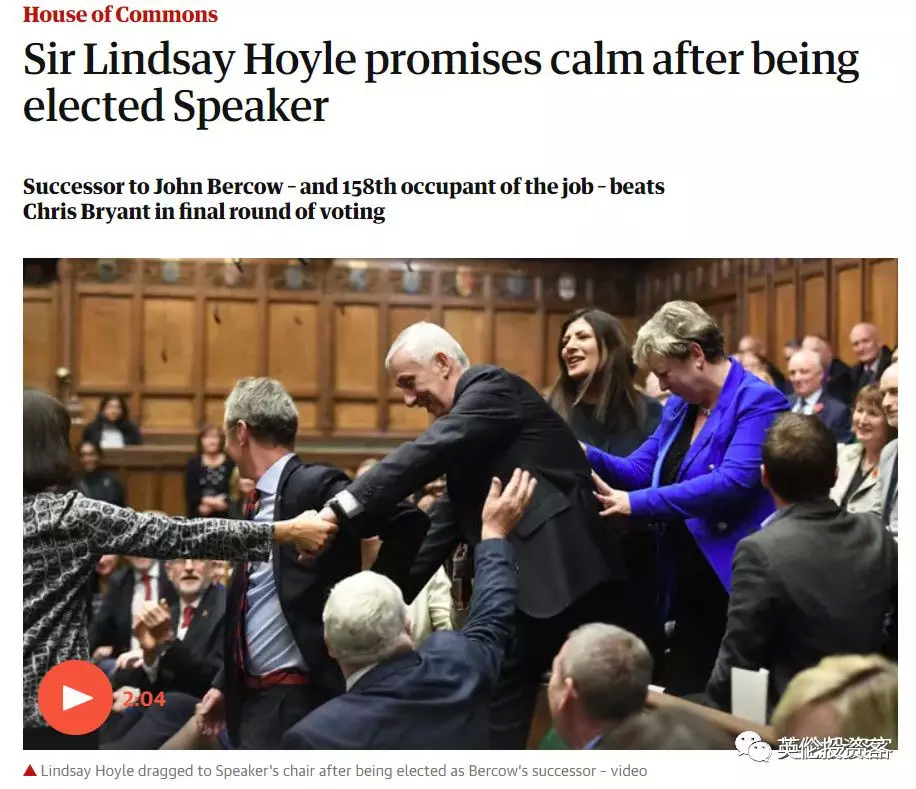 House of Commons
Sir Lindsay Hoyle promises calm after being
elected Speaker
Successor to John Bercow – and 158th occupant of the job – beats
Chris Bryant in final round of voting
2:04
英伦投资客
Lindsay Hoyle dragged to Speaker's chair after being elected as Bercow's successor – video